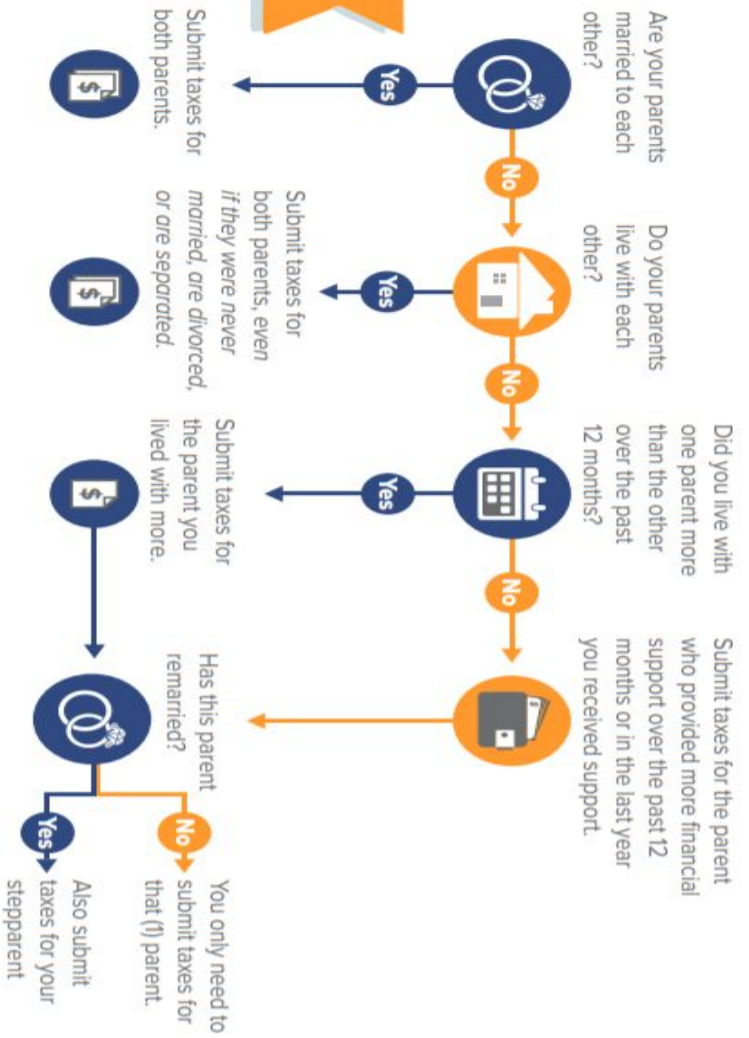 Are your parents
married to each
other?
Yes
Submit taxes for
both parents.
$
No
Do your parents
live with each
other?
Yes
Submit taxes for
both parents, even
if they were never
married, are divorced,
or are separated.
$
No
Did you live with
one parent more
than the other
over the past
12 months?
Yes
Submit taxes for
the parent you
lived with more.
$
No
Submit taxes for the parent
who provided more financial
support over the past 12
months or in the last year
you received support.
Has this parent
remarried?
No
You only need to
submit taxes for
that (1) parent.
Yes
Also submit
taxes for your
stepparent